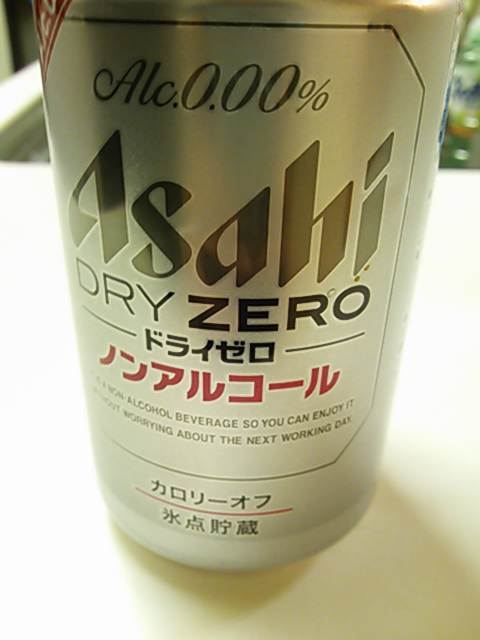 Alc.0.00%
Asahi
DRY ZERO
ドライゼロ
ノンアルコール
A NON-ALCOHOL BEVERAGE SO YOU CAN ENJOY IT
WITHOUT WORRYING ABOUT THE NEXT WORKING DAY.
カロリーオフ
氷点貯蔵